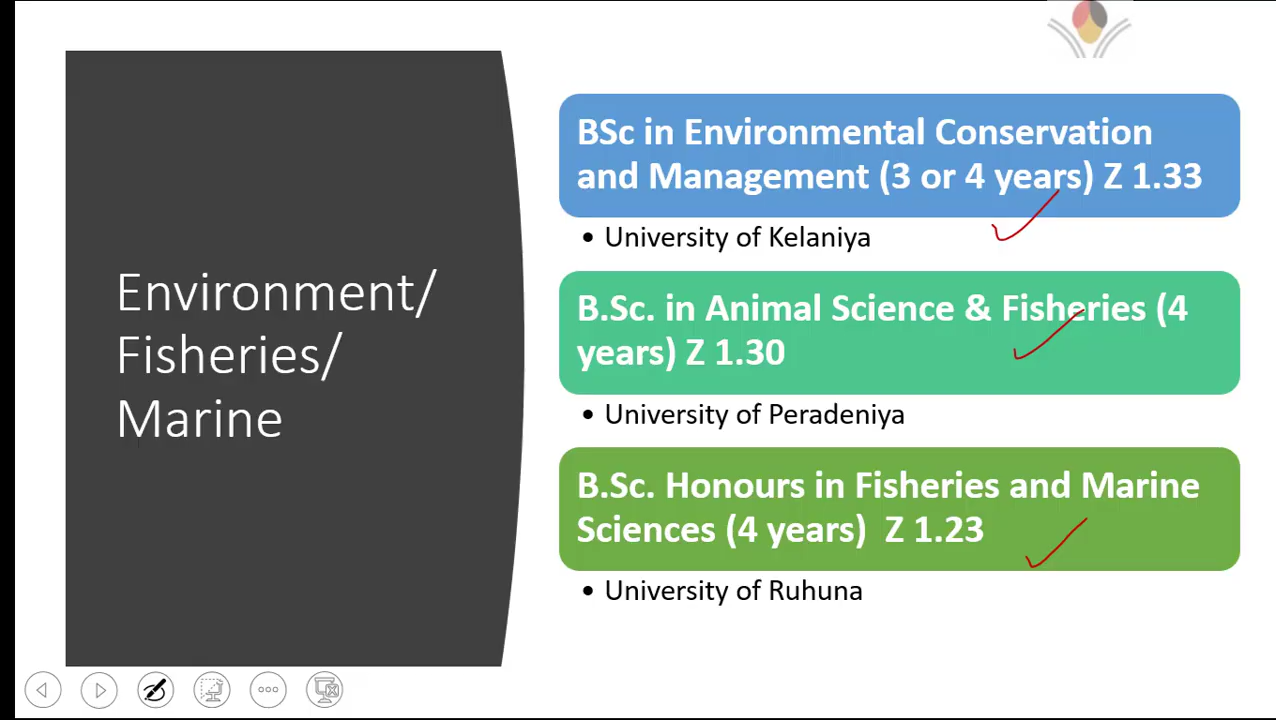 Environment/
Fisheries/
Marine
BSc in Environmental Conservation
and Management (3 or 4 years) Z 1.33
• University of Kelaniya
B.Sc. in Animal Science & Fisheries (4
years) Z 1.30
• University of Peradeniya
B.Sc. Honours in Fisheries and Marine
Sciences (4 years)  Z 1.23
• University of Ruhuna